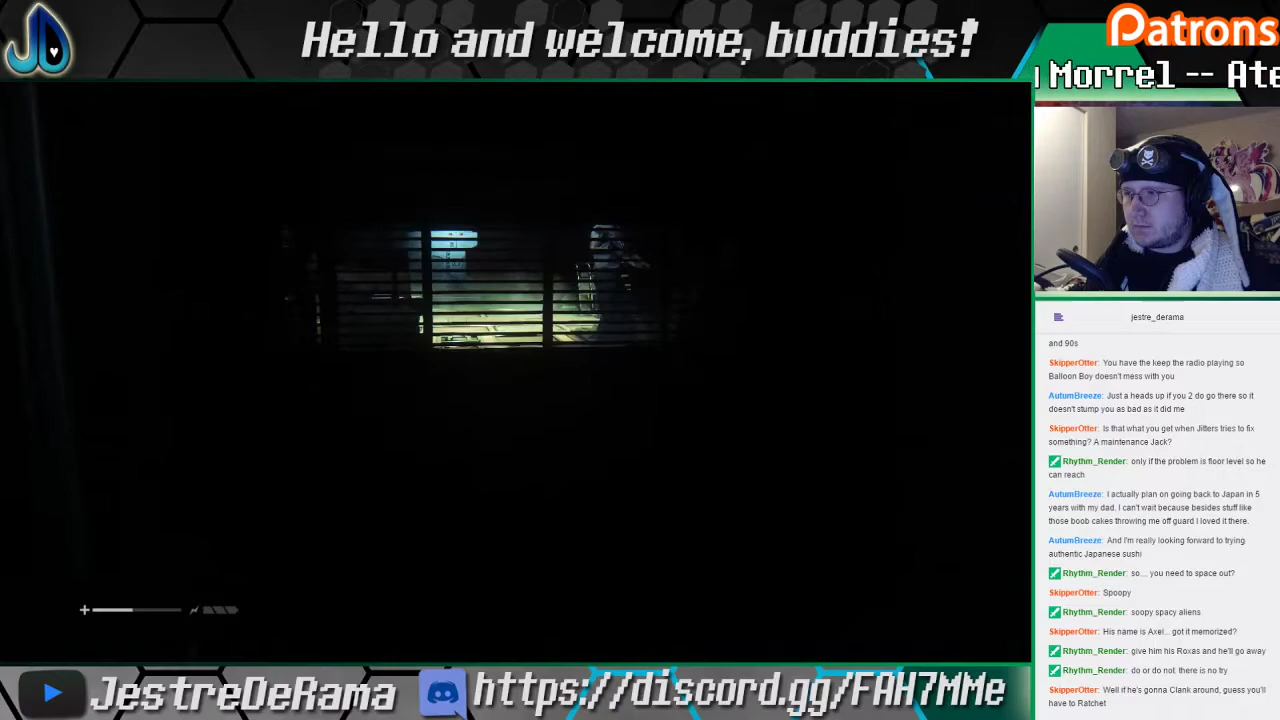 JD
Hello and welcome, buddies!
Patrons
Morrel -- Ate
jestre_derama
and 90s
SkipperOtter: You have the keep the radio playing so
Balloon Boy doesn't mess with you
AutumBreeze: Just a heads up if you 2 do go there so it
doesn't stump you as bad as it did me
SkipperOtter: Is that what you get when Jitters tries to fix
something? A maintenance Jack?
Rhythm_Render: only if the problem is floor level so he
can reach
AutumBreeze: I actually plan on going back to Japan in 5
years with my dad. I can't wait because besides stuff like
those boob cakes throwing me off guard I loved it there.
AutumBreeze: And I'm really looking forward to trying
authentic Japanese sushi
Rhythm_Render: so.... you need to space out?
SkipperOtter: Spoopy
Rhythm_Render: soopy spacy aliens
SkipperOtter: His name is Axel... got it memorized?
Rhythm_Render: give him his Roxas and he'll go away
Rhythm_Render: do or do not. there is no try
SkipperOtter: Well if he's gonna Clank around, guess you'll
have to Ratchet
JestreDeRama
https://discord.gg/FAH7MMe